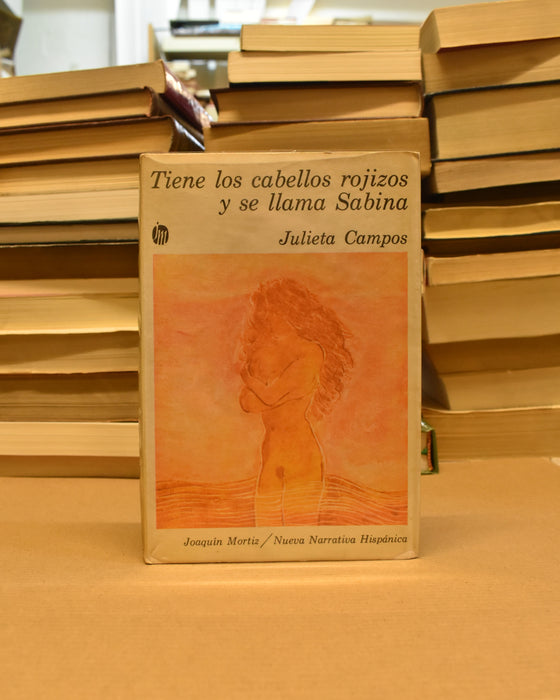 Tiene los cabellos rojizos
y se llama Sabina
jm
Julieta Campos
Joaquín Mortiz / Nueva Narrativa Hispánica